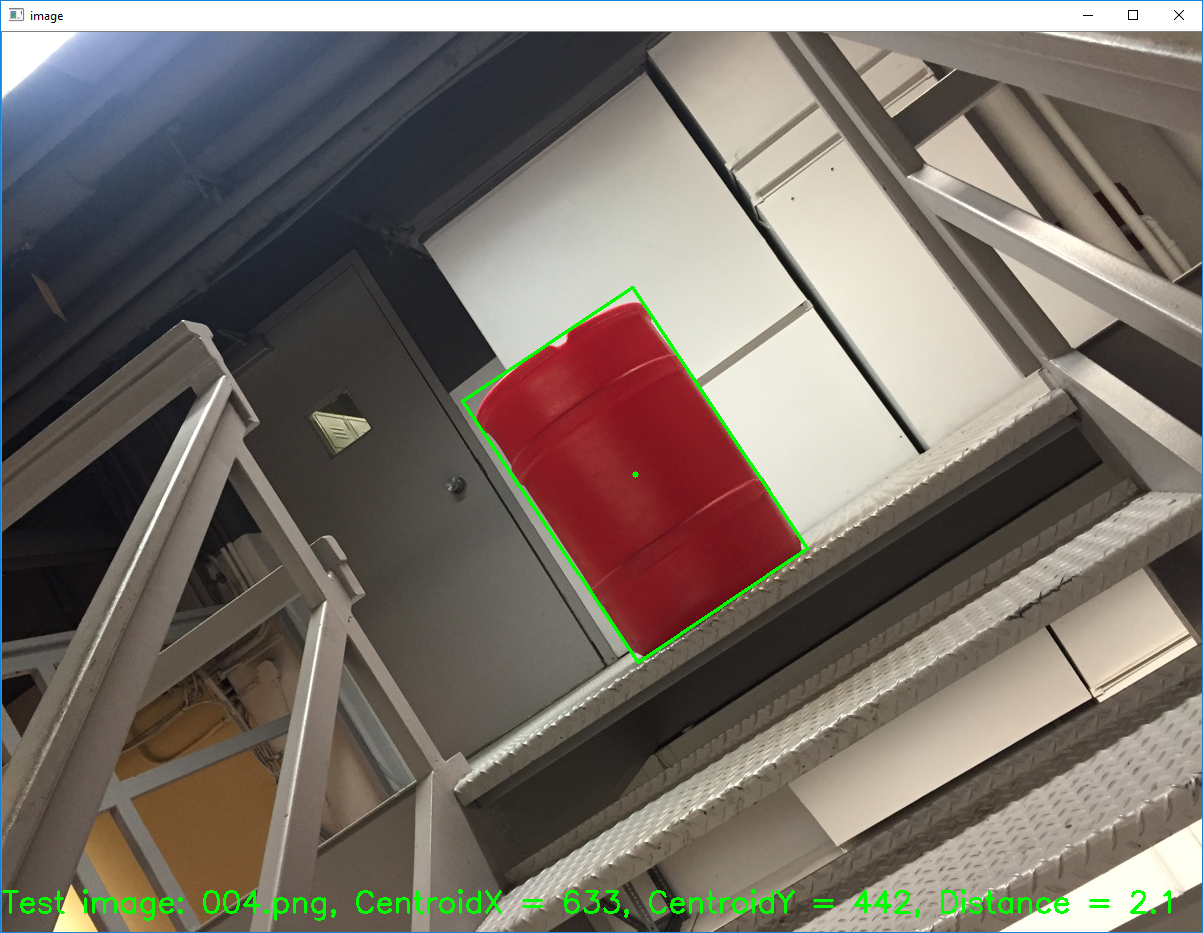 image
Test image: 004.png, CentroidX = 633, CentroidY = 442, Distance = 2.1